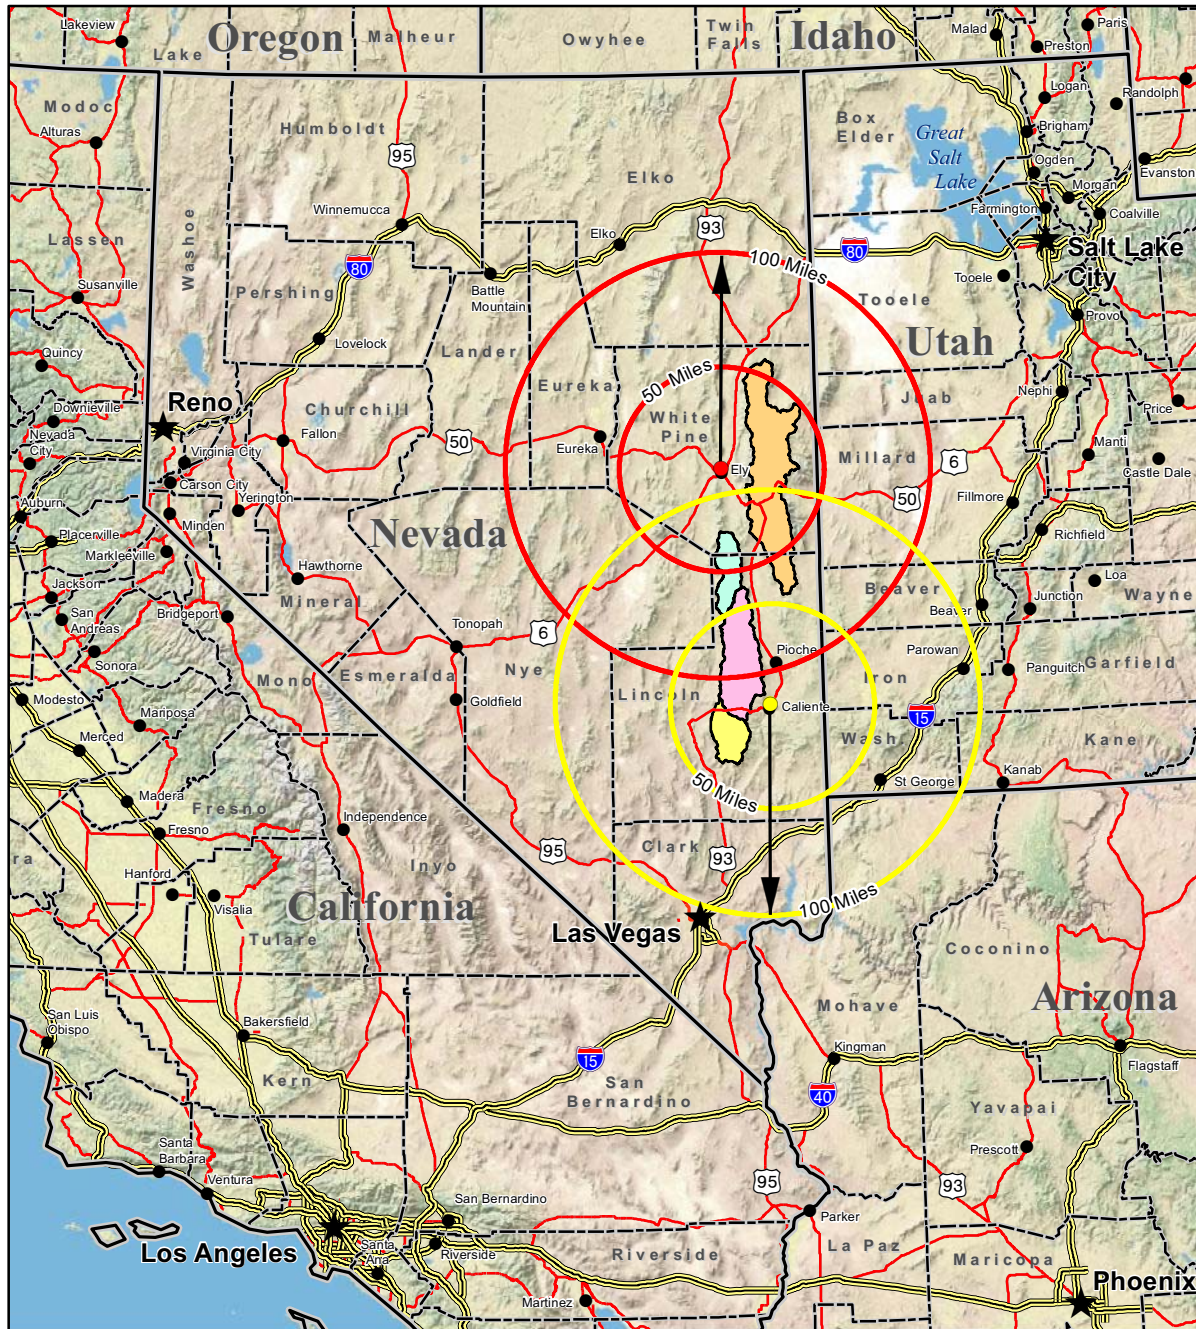 Lakeview
Lake
Oregon
Malheur
Owyhee
Twin
Falls
Idaho
Malad
Paris
Preston
Modoc
Alturas
Humboldt
95
Elko
Box
Elder
Great
Salt
Lake
Logan
Randolph
Brigham
Ogden
Evanston
Morgan
Farmington
Coalville
Lassen
Washoe
Winnemucca
Elko
93
80
Salt Lake
City
80
100 Miles
Tooele
Susanville
Pershing
Battle
Mountain
Tooele
Provo
Lovelock
Lander
Utah
Quincy
Eureka
50 Miles
Nephi
Juab
Price
Reno
Downieville
Churchill
White
Pine
Nevada
City
Fallon
50
Eureka
Manti
Virginia City
Ely
Millard
6
Castle Dale
Carson City
Auburn
Yerington
50
Fillmore
Minden
Nevada
Placerville
Richfield
Markleeville
Jackson
Hawthorne
Beaver
Loa
Mineral
Beaver
Junction
Wayne
San
Andreas
Bridgeport
Tonopah
6
Sonora
Pioche
Parowan
Mono
Esmeralda
Nye
Iron
Panguitch
Garfield
Modesto
Lincoln
Goldfield
Caliente
Mariposa
15
Merced
Wash.
Kane
50 Miles
St George
Kanab
Madera
Fresno
Independence
Fresno
Clark
ra
Inyo
95
93
Hanford
Visalia
California
100 Miles
Las Vegas
Tulare
Coconino
San Luis
Obispo
Mohave
Arizona
Bakersfield
Kingman
15
Flagstaff
Kern
San
Bernardino
40
Yavapai
Santa
Barbara
Prescott
Ventura
95
93
San Bernardino
Parker
Los Angeles
Santa
Ana
Riverside
Riverside
La Paz
Maricopa
Phoenix
Martinez